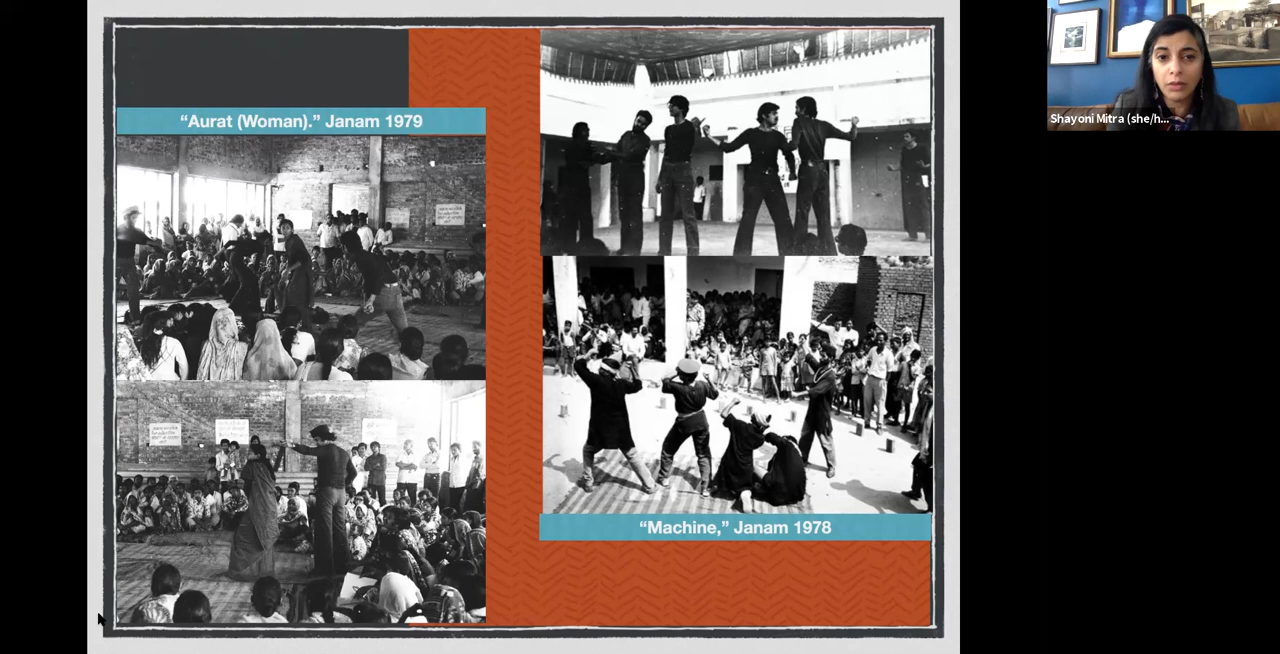 “Aurat (Woman).” Janam 1979
“Machine,” Janam 1978
Shayoni Mitra (she/h...